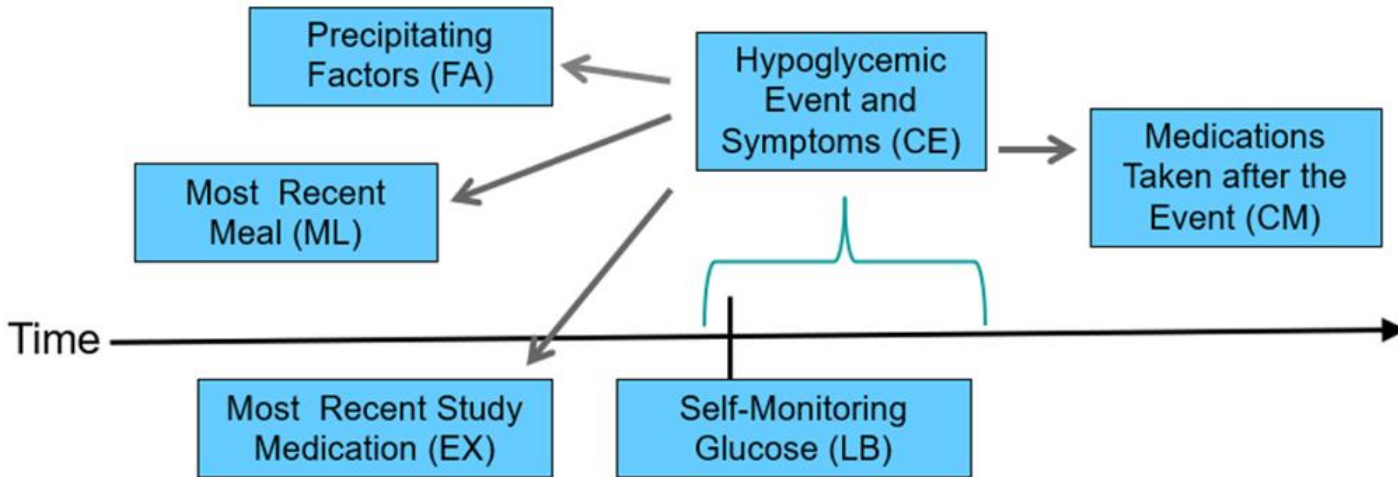 Precipitating
Factors (FA)
Hypoglycemic
Event and
Symptoms (CE)
Medications
Taken after the
Event (CM)
Most Recent
Meal (ML)
Time
Most Recent Study
Medication (EX)
Self-Monitoring
Glucose (LB)